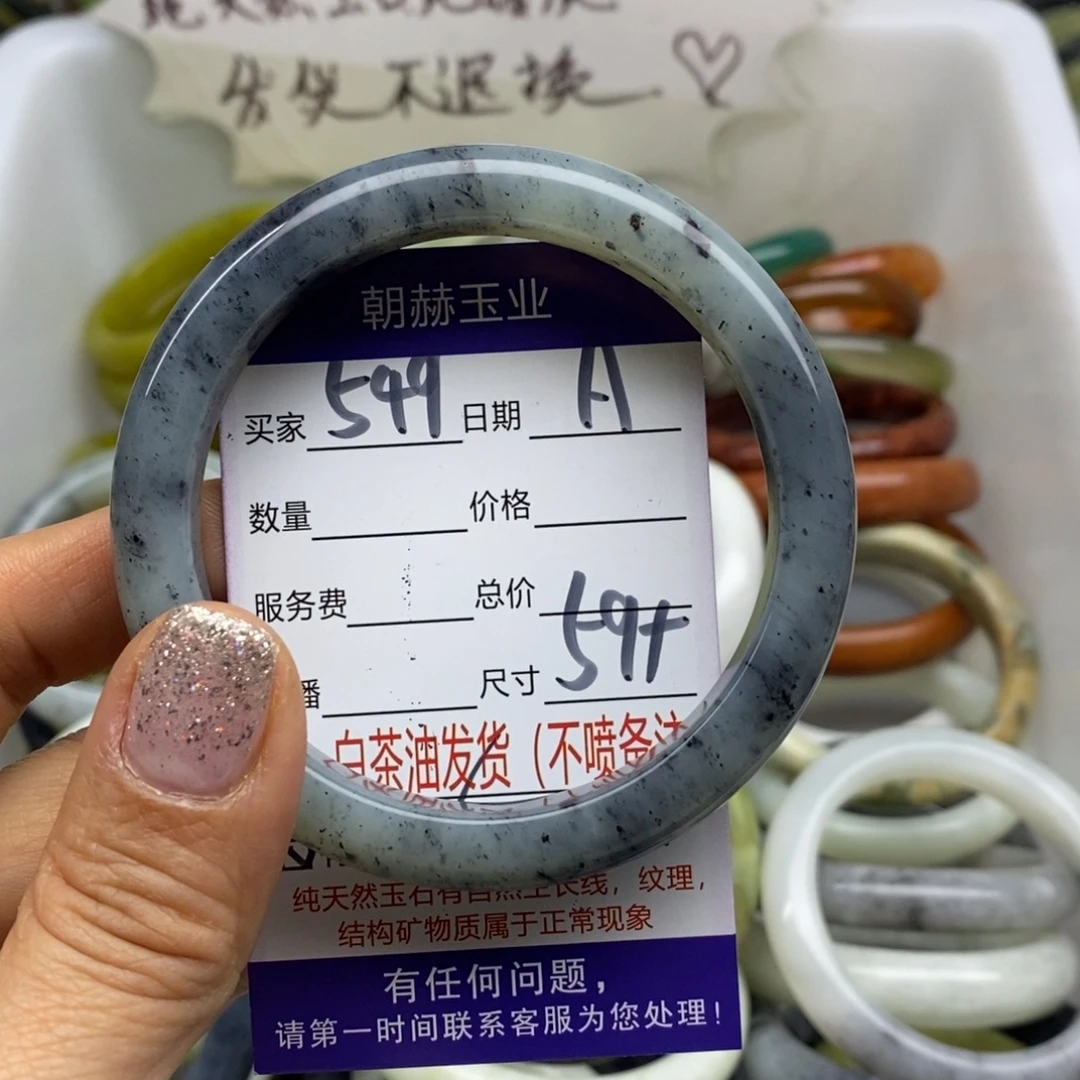 售出不退换
朝赫玉业
买家 549 日期 A
数量 价格
服务费 总价
尺寸 59+
白茶油发货（不喷备注
纯天然玉石有自然生长线，纹理，
结构矿物质属于正常现象
有任何问题，
请第一时间联系客服为您处理！